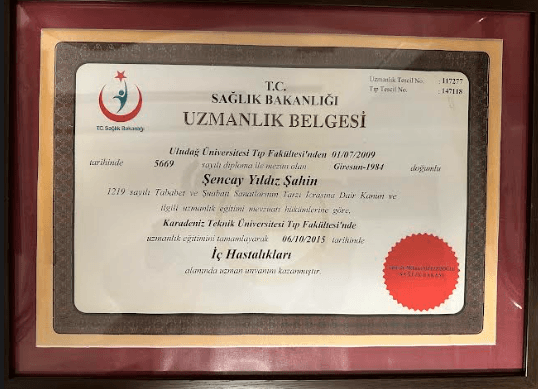 Uzmanlık Tescil No. : 117277
Tıp Tescil No. : 147118
T.C.
SAĞLIK BAKANLIĞI
UZMANLIK BELGESİ
T.C. Sağlık Bakanlığı
Uludağ Üniversitesi Tıp Fakültesi'nden 01/07/2009
tarihinde 5669 sayılı diploma ile mezun olan Giresun-1984 doğumlu
Şencay Yıldız Şahin
1219 sayılı Tababet ve Şuabatı Sanatlarının Tarzı İcrasına Dair Kanun ve
ilgili uzmanlık eğitimi mevzuatı hükümlerine göre,
Karadeniz Teknik Üniversitesi Tıp Fakültesi'nde
uzmanlık eğitimini tamamlayarak 06/10/2015 tarihinde
İç Hastalıkları
alanında uzman unvanını kazanmıştır.
SAĞLIK BAKANI